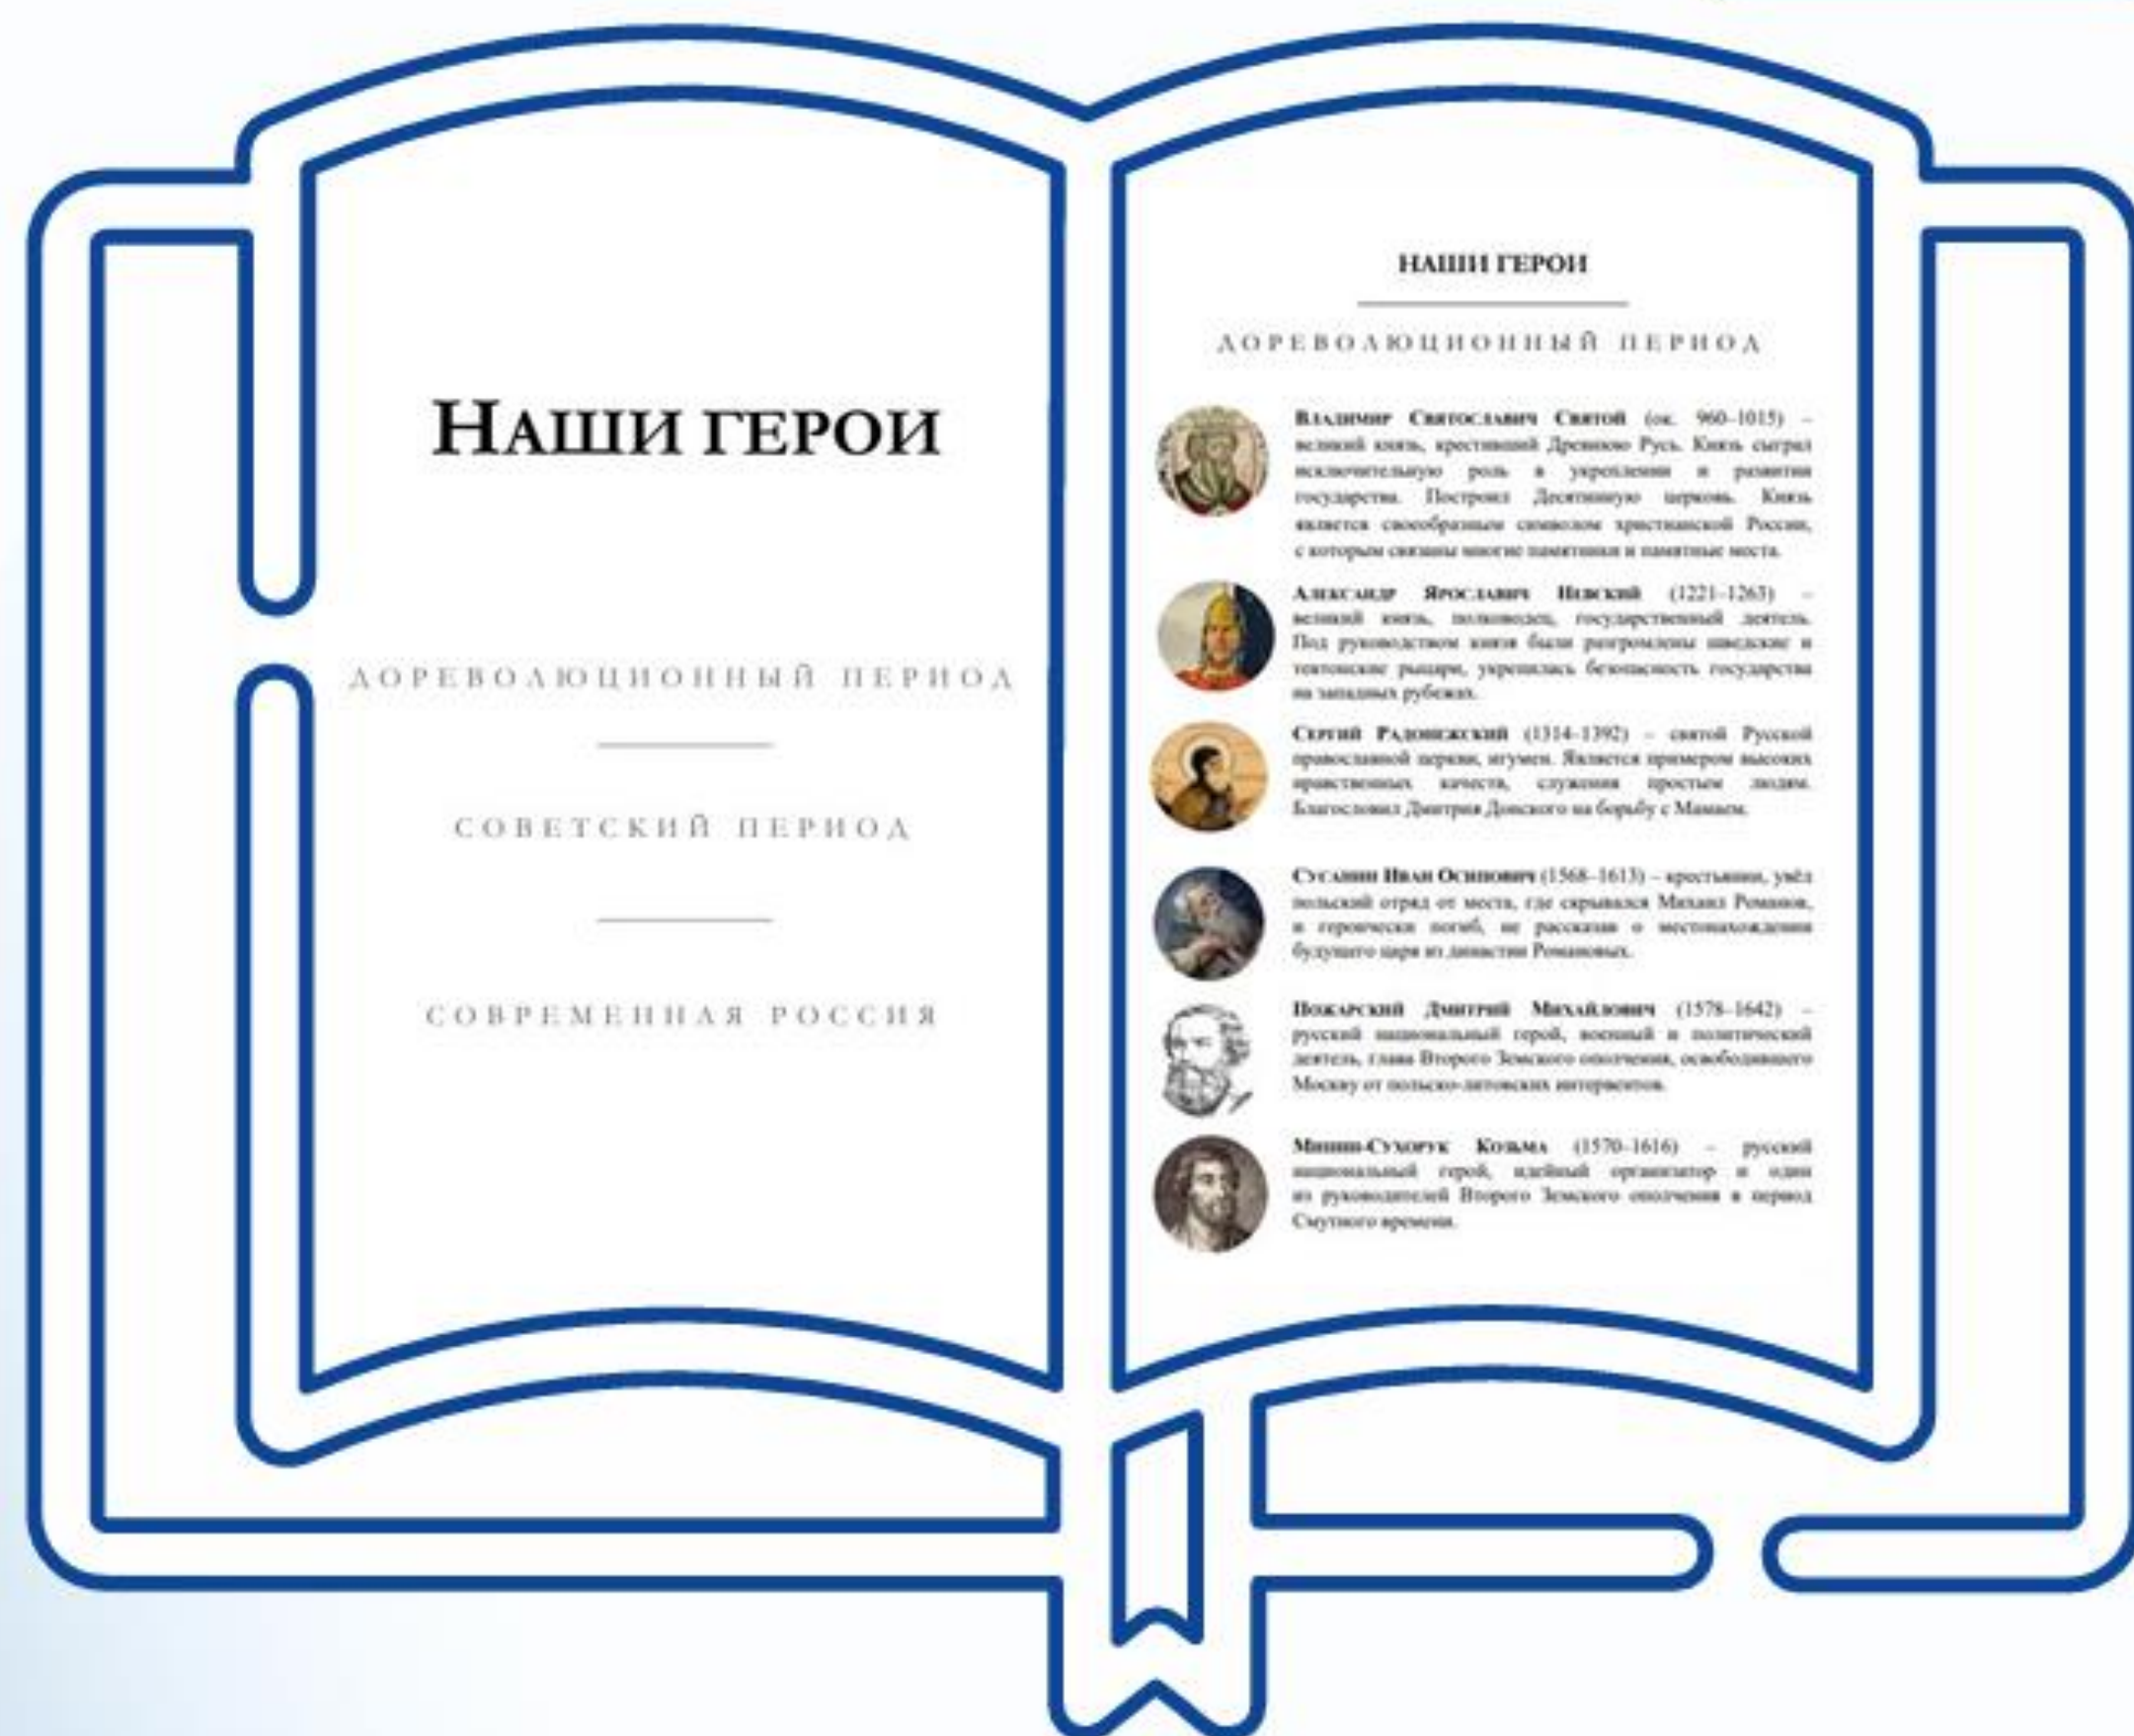 НАШИ ГЕРОИ
ДОРЕВОЛЮЦИОННЫЙ ПЕРИОД
СОВЕТСКИЙ ПЕРИОД
СОВРЕМЕННАЯ РОССИЯ
НАШИ ГЕРОИ
ДОРЕВОЛЮЦИОННЫЙ ПЕРИОД
ВЛАДИМИР СВЯТОСЛАВИЧ СВЯТОЙ (ок. 960–1015) –
великий князь, крестивший Древнюю Русь. Князь сыграл
исключительную роль в укреплении и развитии
государства. Построил Десятинную церковь. Князь
является своеобразным символом христианской России,
с которым связаны многие памятники и памятные места.
АЛЕКСАНДР ЯРОСЛАВИЧ НЕВСКИЙ (1221–1263) –
великий князь, полководец, государственный деятель.
Под руководством князя были разгромлены шведские и
тевтонские рыцари, укрепилась безопасность государства
на западных рубежах.
СЕРГИЙ РАДОНЕЖСКИЙ (1314–1392) – святой Русской
православной церкви, игумен. Является примером высоких
нравственных качеств, служения простым людям.
Благословил Дмитрия Донского на борьбу с Мамаем.
СУСАНИН ИВАН ОСИПОВИЧ (1568–1613) – крестьянин, увёл
польский отряд от места, где скрывался Михаил Романов,
и героически погиб, не рассказав о местонахождении
будущего царя из династии Романовых.
ПОЖАРСКИЙ ДМИТРИЙ МИХАЙЛОВИЧ (1578–1642) –
русский национальный герой, военный и политический
деятель, глава Второго Земского ополчения, освободившего
Москву от польско-литовских интервентов.
МИНИН-СУХОРУК КОЗЬМА (1570–1616) – русский
национальный герой, идейный организатор и один
из руководителей Второго Земского ополчения в период
Смутного времени.